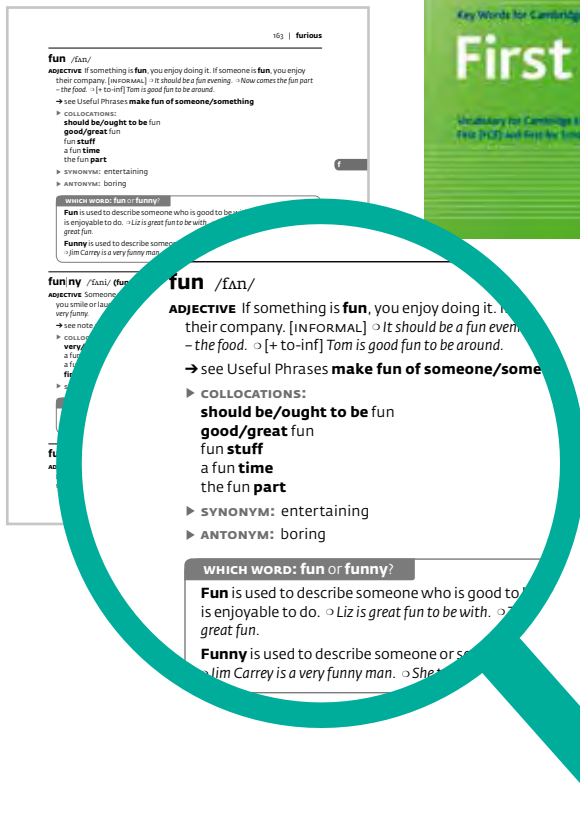 163 | furious
fun /fʌn/
ADJECTIVE If something is fun, you enjoy doing it. If someone is fun, you enjoy
their company. [INFORMAL] ❍ It should be a fun evening. ❍ Now comes the fun part
– the food. ❍ [+ to-inf] Tom is good fun to be around.
➔ see Useful Phrases make fun of someone/something
▶ COLLOCATIONS:
should be/ought to be fun
good/great fun
fun stuff
a fun time
the fun part
▶ SYNONYM: entertaining
▶ ANTONYM: boring
f
WHICH WORD: fun or funny?
Fun is used to describe someone who is good to be
is enjoyable to do. ❍ Liz is great fun to be with.
great fun.
Funny is used to describe someone
❍ Jim Carrey is a very funny man.
fun|ny /fʌni/
ADJECTIVE Someone
you smile or
very funny.
➔ see note
very
a fun
Key Words for Cambridge
First
Vocabulary for Cambridge
First (FCE) and First for
fun /fʌn/
ADJECTIVE If something is fun, you enjoy doing it.
their company. [INFORMAL] ❍ It should be a fun
– the food. ❍ [+ to-inf] Tom is good fun to be around.
➔ see Useful Phrases make fun of someone/some
▶ COLLOCATIONS:
should be/ought to be fun
good/great fun
fun stuff
a fun time
the fun part
▶ SYNONYM: entertaining
▶ ANTONYM: boring
WHICH WORD: fun or funny?
Fun is used to describe someone who is good to
is enjoyable to do. ❍ Liz is great fun to be with. ❍
great fun.
Funny is used to describe someone or
❍ Jim Carrey is a very funny man. ❍ She